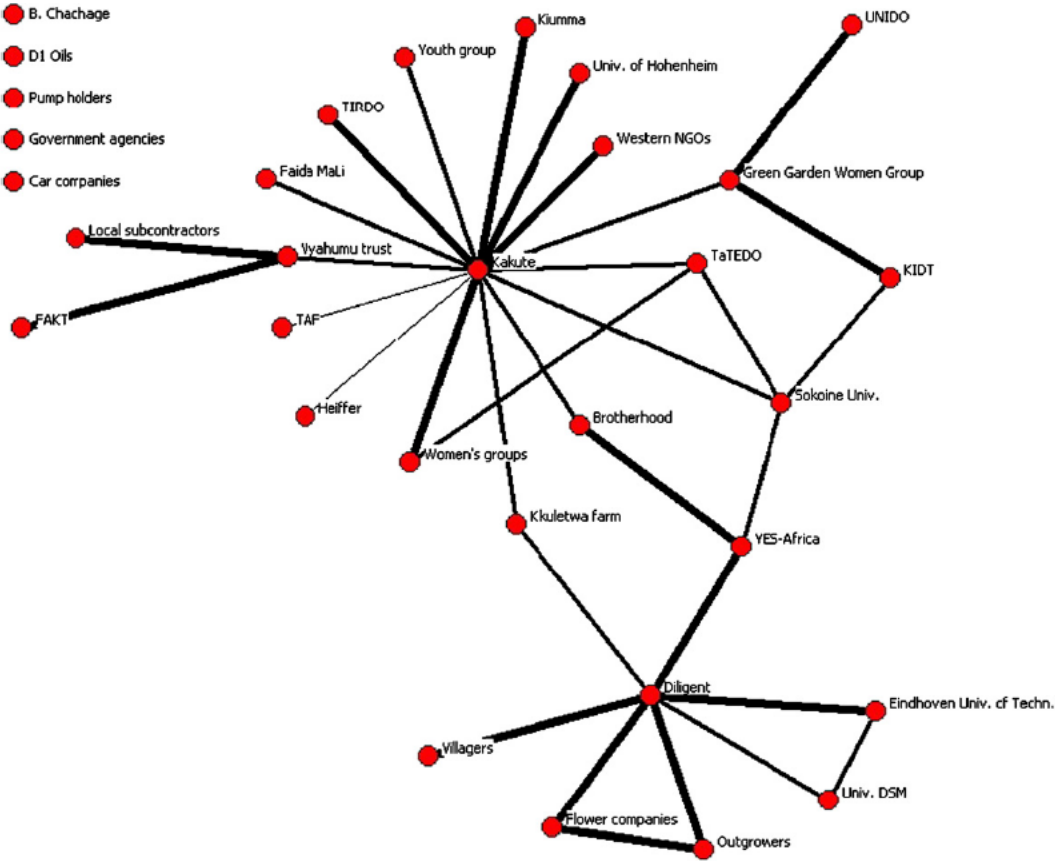 B. Chachage
D1 Oils
Pump holders
Government agencies
Car companies
Kiumma
UNIDO
Youth group
Univ. of Hohenheim
TIRDO
Western NGOs
Faida MaLi
Green Garden Women Group
Local subcontractors
Vyahumu trust
Kakute
TaTEDO
KIDT
FAKT
TAF
Sokoine Univ.
Heiffer
Brotherhood
Women's groups
Kkuletwa farm
YES-Africa
Diligent
Eindhoven Univ. cf Techn.
Villagers
Univ. DSM
Flower companies
Outgrowers